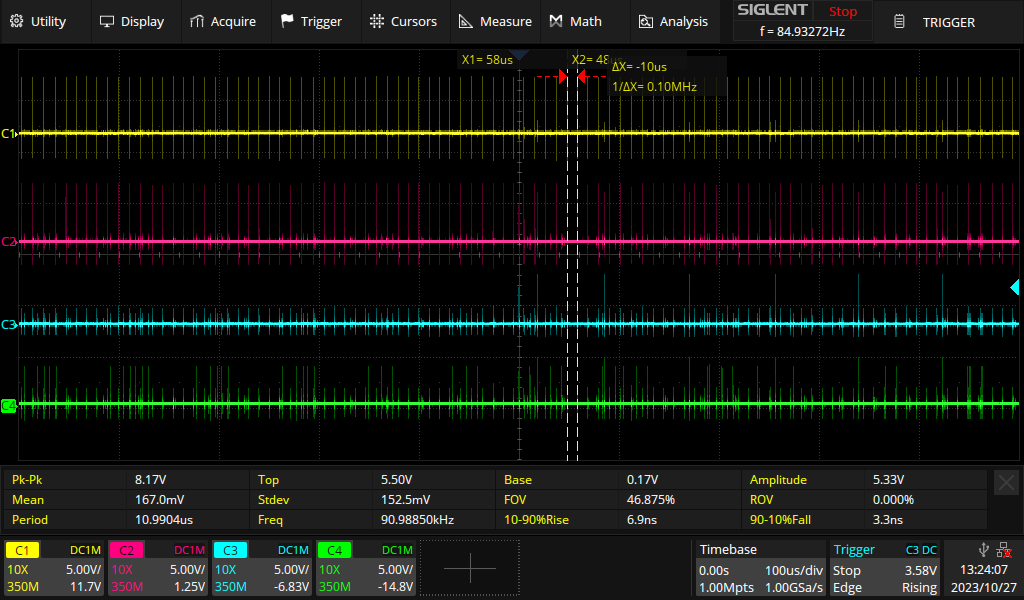 Utility Display Acquire Trigger Cursors Measure Math Analysis SIGLENT Stop TRIGGER
f = 84.93272Hz
X1= 58us X2= 48us ΔX= -10us
1/ΔX= 0.10MHz
C1
C2
C3
C4
Pk-Pk 8.17V Top 5.50V Base 0.17V Amplitude 5.33V
Mean 167.0mV Stdev 152.5mV FOV 46.875% ROV 0.000%
Period 10.9904us Freq 90.98850kHz 10-90%Rise 6.9ns 90-10%Fall 3.3ns
C1 DC1M C2 DC1M C3 DC1M C4 DC1M Timebase Trigger C3 DC
10X 5.00V/ 10X 5.00V/ 10X 5.00V/ 10X 5.00V/ 0.00s 100us/div Stop 3.58V 13:24:07
350M 11.7V 350M 1.25V 350M -6.83V 350M -14.8V 1.00Mpts 1.00GSa/s Edge Rising 2023/10/27